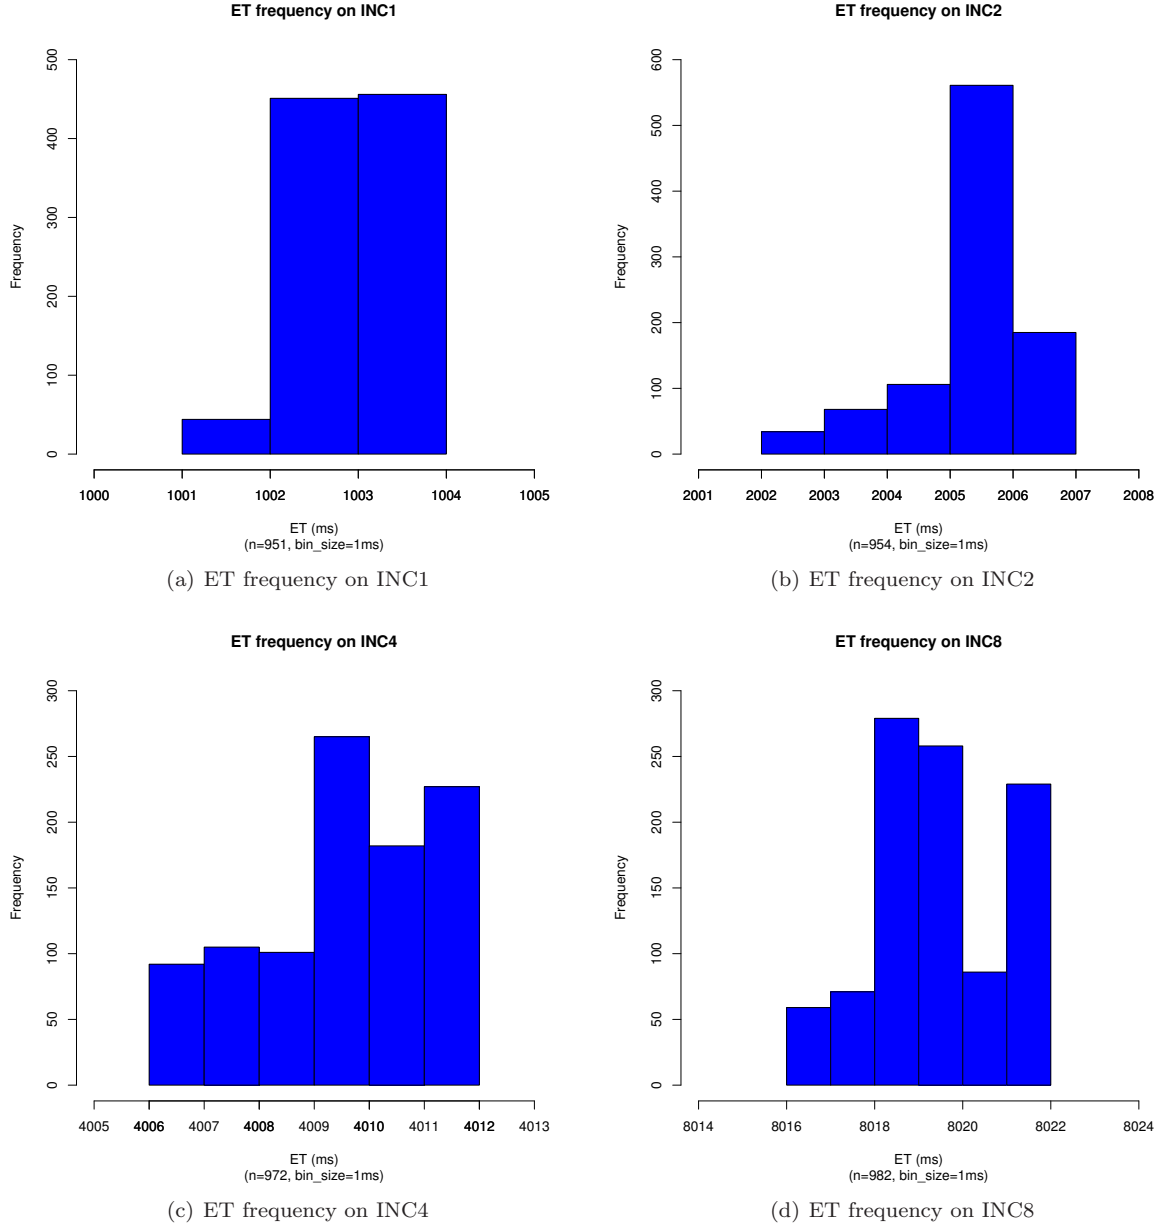 ET frequency on INC1
500
400
300
200
100
0
Frequency
1000 1001 1002 1003 1004 1005
ET (ms)
(n=951, bin_size=1ms)
(a) ET frequency on INC1
ET frequency on INC2
600
500
400
300
200
100
0
Frequency
2001 2002 2003 2004 2005 2006 2007 2008
ET (ms)
(n=954, bin_size=1ms)
(b) ET frequency on INC2
ET frequency on INC4
300
250
200
150
100
50
0
Frequency
4005 4006 4007 4008 4009 4010 4011 4012 4013
ET (ms)
(n=972, bin_size=1ms)
(c) ET frequency on INC4
ET frequency on INC8
300
250
200
150
100
50
0
Frequency
8014 8016 8018 8020 8022 8024
ET (ms)
(n=982, bin_size=1ms)
(d) ET frequency on INC8